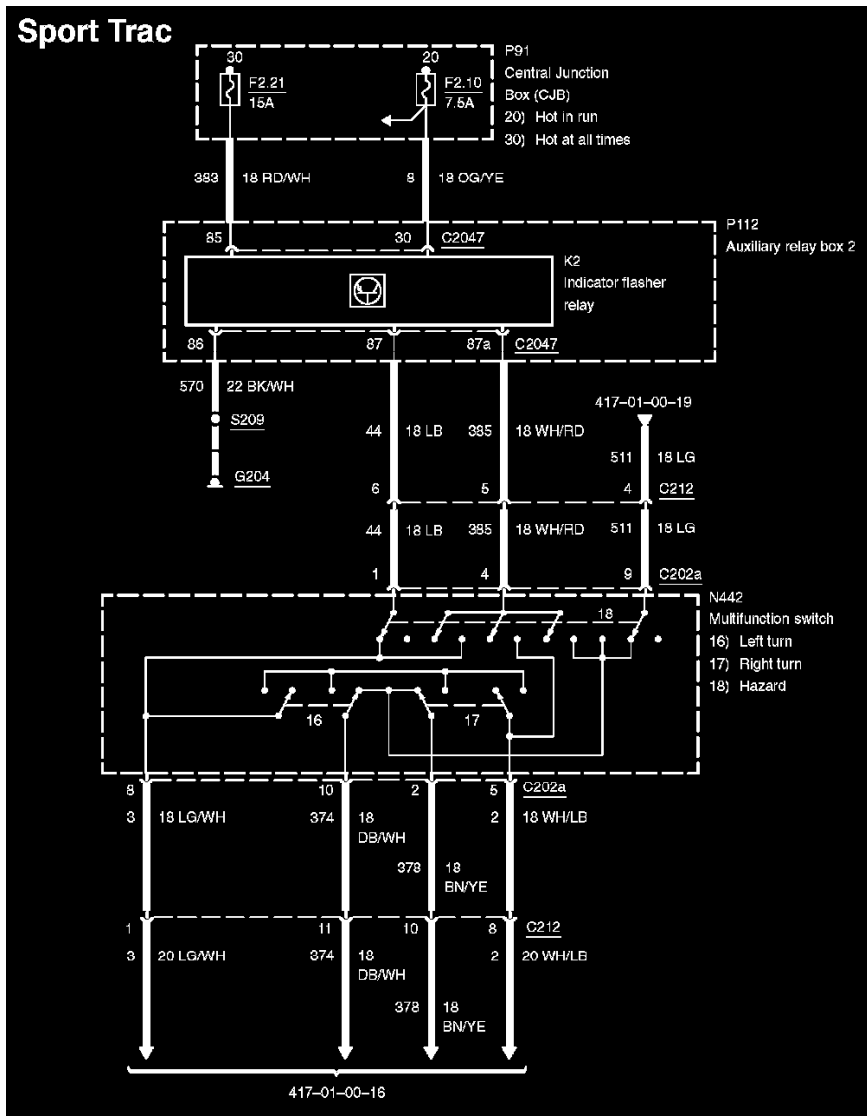 Sport Trac
30 20 P91
F2.21 F2.10 Central Junction
15A 7.5A Box (CJB)
20) Hot in run
30) Hot at all times
383 18 RD/WH 8 18 OG/YE
P112
85 30 C2047 Auxiliary relay box 2
K2
Indicator flasher
relay
86 87 87a C2047
570 22 BK/WH
417–01–00–19
S209
44 18 LB 385 18 WH/RD
511 18 LG
G204
6 5 4 C212
44 18 LB 385 18 WH/RD 511 18 LG
1 4 9 C202a
N442
18 Multifunction switch
16) Left turn
17) Right turn
18) Hazard
16 17
8 10 2 5 C202a
3 18 LG/WH 374 18 2 18 WH/LB
DB/WH
378 18
BN/YE
1 11 10 8 C212
3 20 LG/WH 374 18 2 20 WH/LB
DB/WH
378 18
BN/YE
417–01–00–16